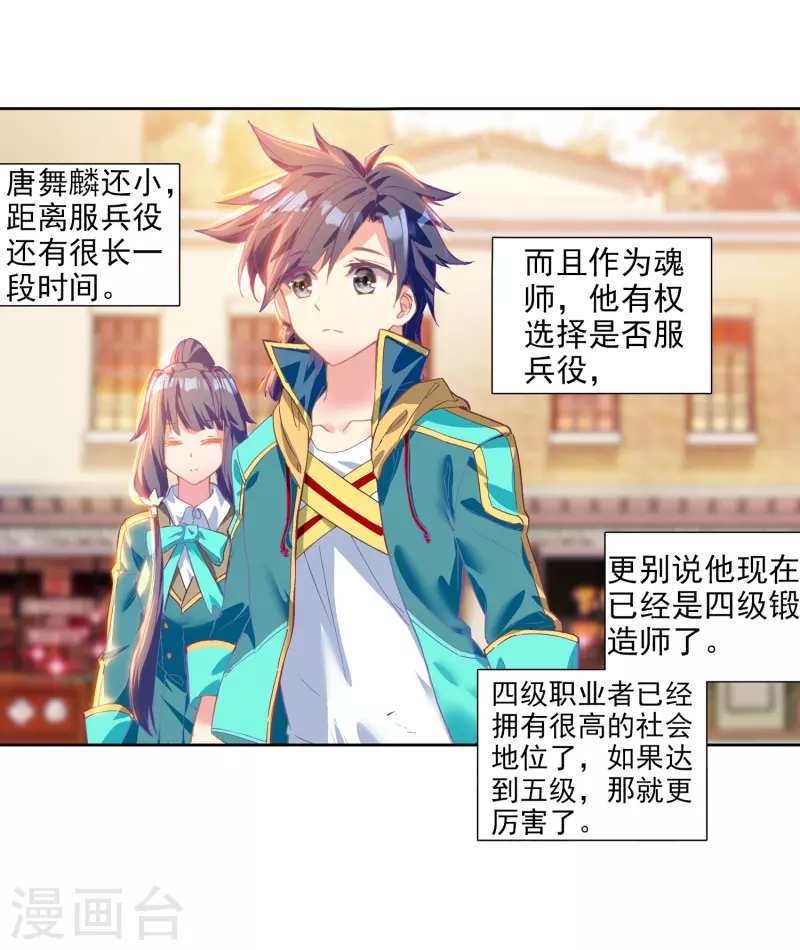 唐舞麟还小，
距离服兵役
还有很长一
段时间。
而且作为魂
师，他有权
选择是否服
兵役，
更别说他现在
已经是四级锻
造师了。
四级职业者已经
拥有很高的社会
地位了，如果达
到五级，那就更
厉害了。
漫画台